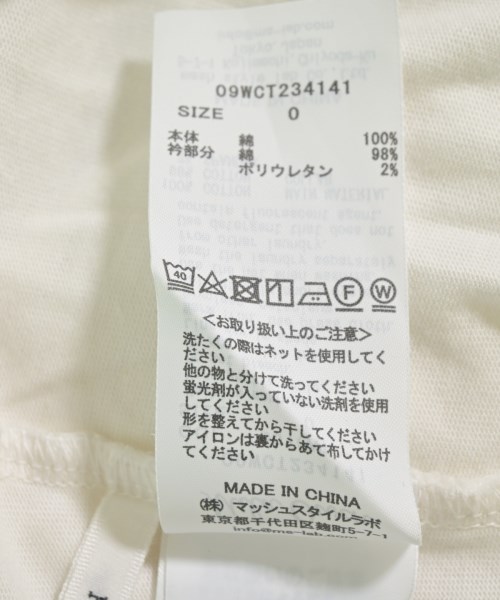 09WCT234141
SIZE 0
本体 綿 100%
衿部分 綿 98%
ポリウレタン 2%
40
F
W
<お取り扱い上のご注意>
洗たくの際はネットを使用してく
ださい
他の物と分けて洗ってください
蛍光剤が入っていない洗剤を使用
してください
形を整えてから干してください
アイロンは裏からあて布してかけ
てください
MADE IN CHINA
(株) マッシュスタイルラボ
東京都千代田区麹町5-7-1
info@ms-lab.com